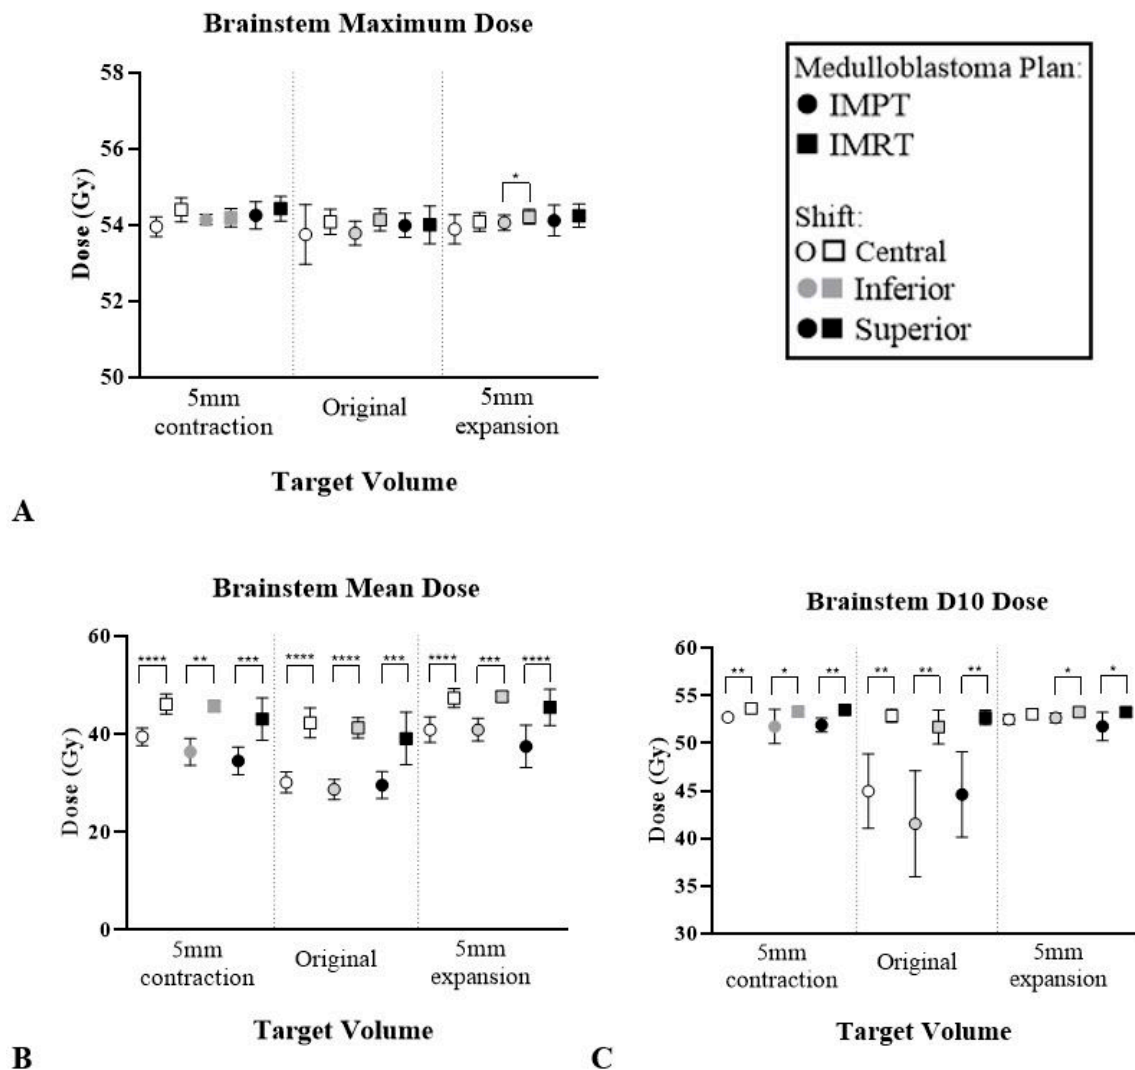 Brainstem Maximum Dose
58
56
54
52
50
Dose (Gy)
*
5mm
contraction
Original
5mm
expansion
Target Volume
A
Medulloblastoma Plan:
IMPT
IMRT
Shift:
Central
Inferior
Superior
Brainstem Mean Dose
60
40
20
0
Dose (Gy)
**** ** *** **** **** *** **** *** ****
5mm
contraction
Original
5mm
expansion
Target Volume
B
Brainstem D10 Dose
60
55
50
45
40
35
30
Dose (Gy)
** * ** ** ** ** * *
5mm
contraction
Original
5mm
expansion
Target Volume
C